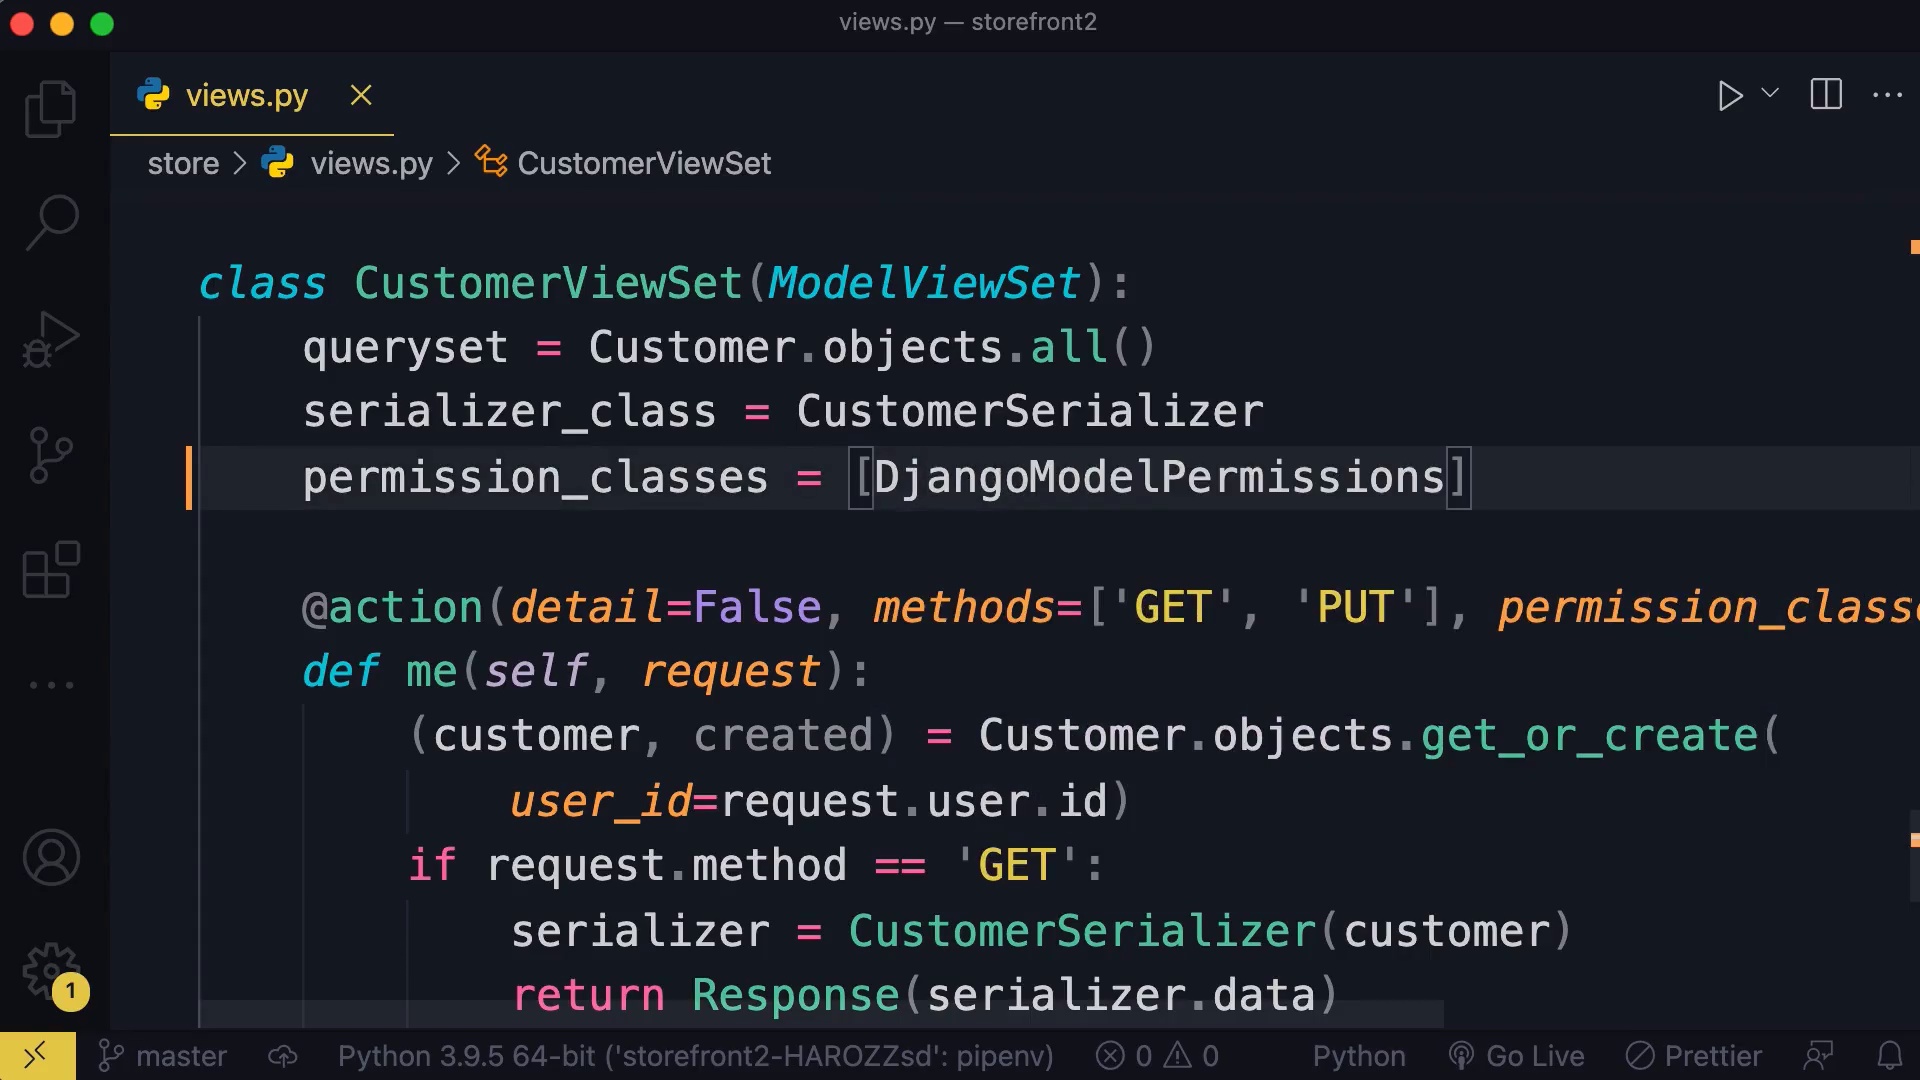 views.py — storefront2
views.py
store > views.py > CustomerViewSet
class CustomerViewSet(ModelViewSet):
queryset = Customer.objects.all()
serializer_class = CustomerSerializer
permission_classes = [DjangoModelPermissions]
@action(detail=False, methods=['GET', 'PUT'], permission_class
def me(self, request):
(customer, created) = Customer.objects.get_or_create(
user_id=request.user.id)
if request.method == 'GET':
serializer = CustomerSerializer(customer)
return Response(serializer.data)
1
master Python 3.9.5 64-bit ('storefront2-HAROZZsd': pipenv) 0 0 Python Go Live Prettier